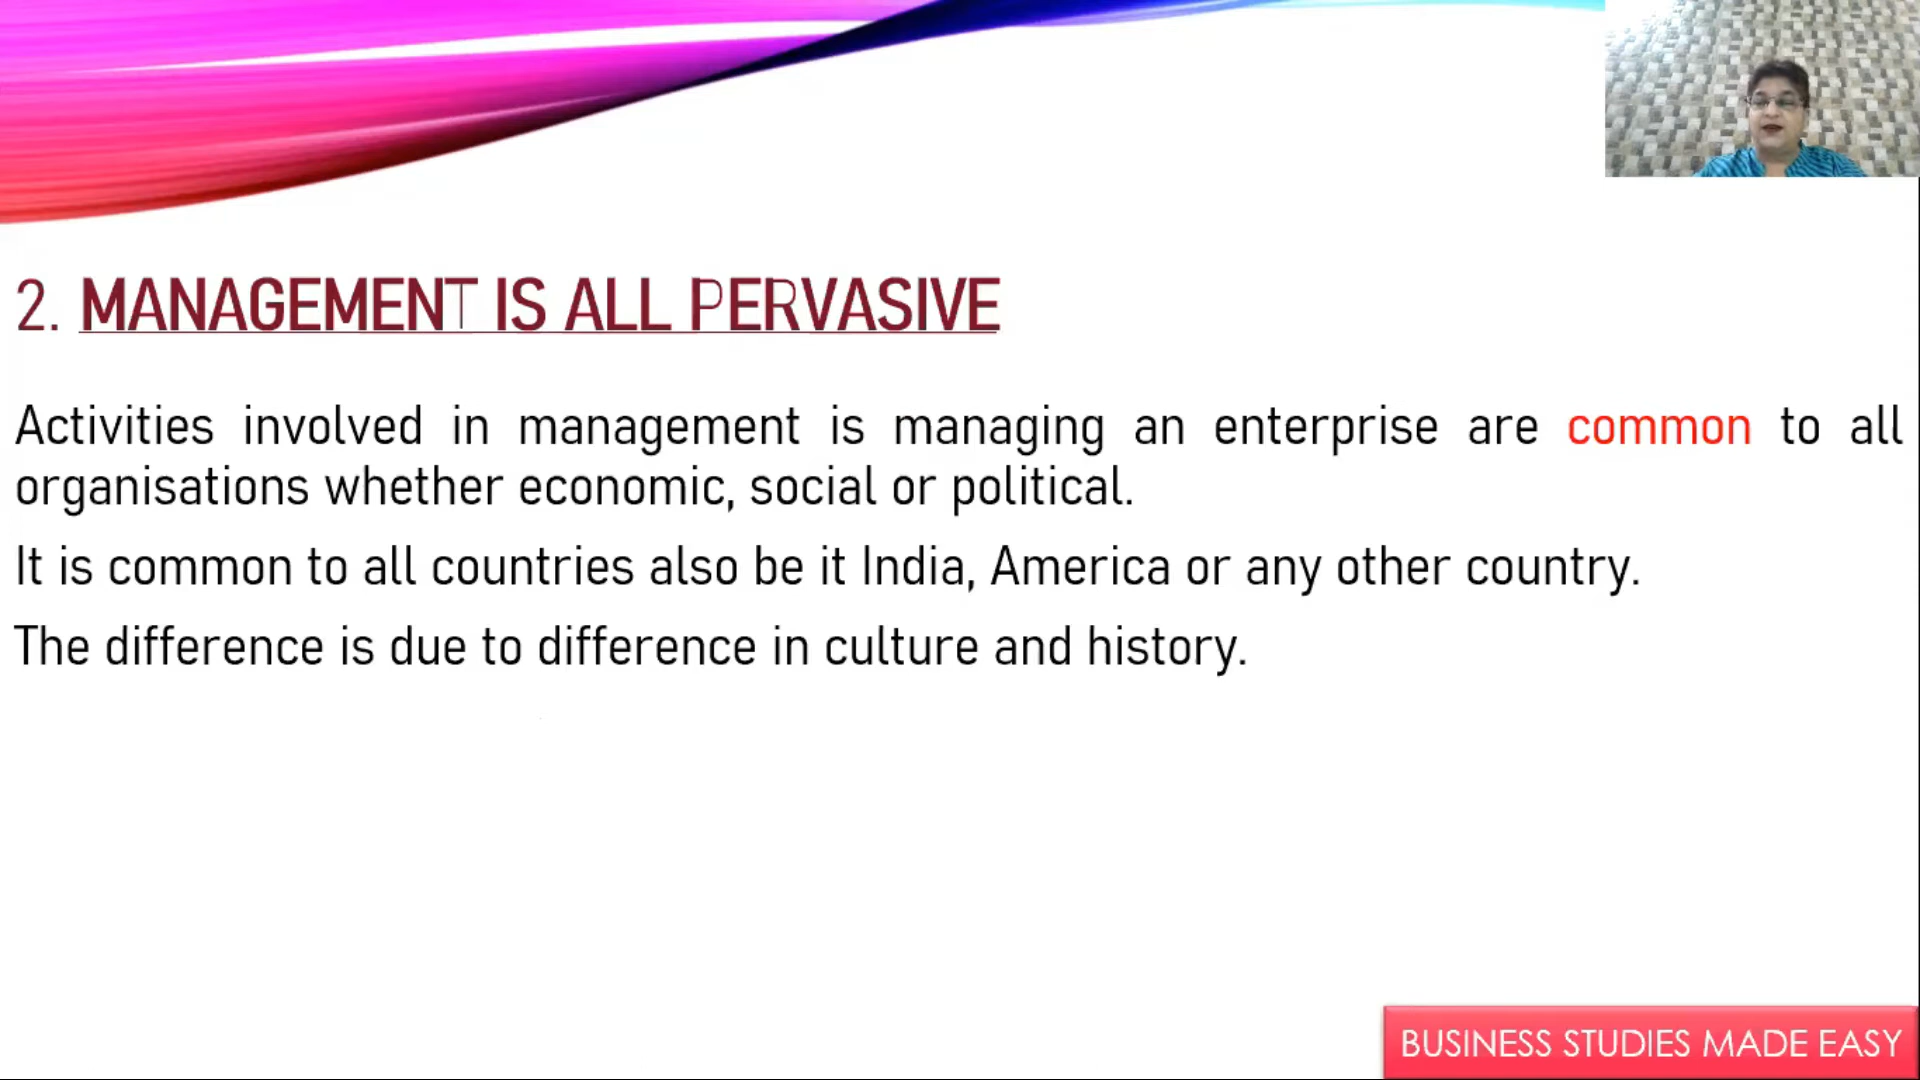 2. MANAGEMENT IS ALL PERVASIVE
Activities involved in management is managing an enterprise are common to all
organisations whether economic, social or political.
It is common to all countries also be it India, America or any other country.
The difference is due to difference in culture and history.
BUSINESS STUDIES MADE EASY